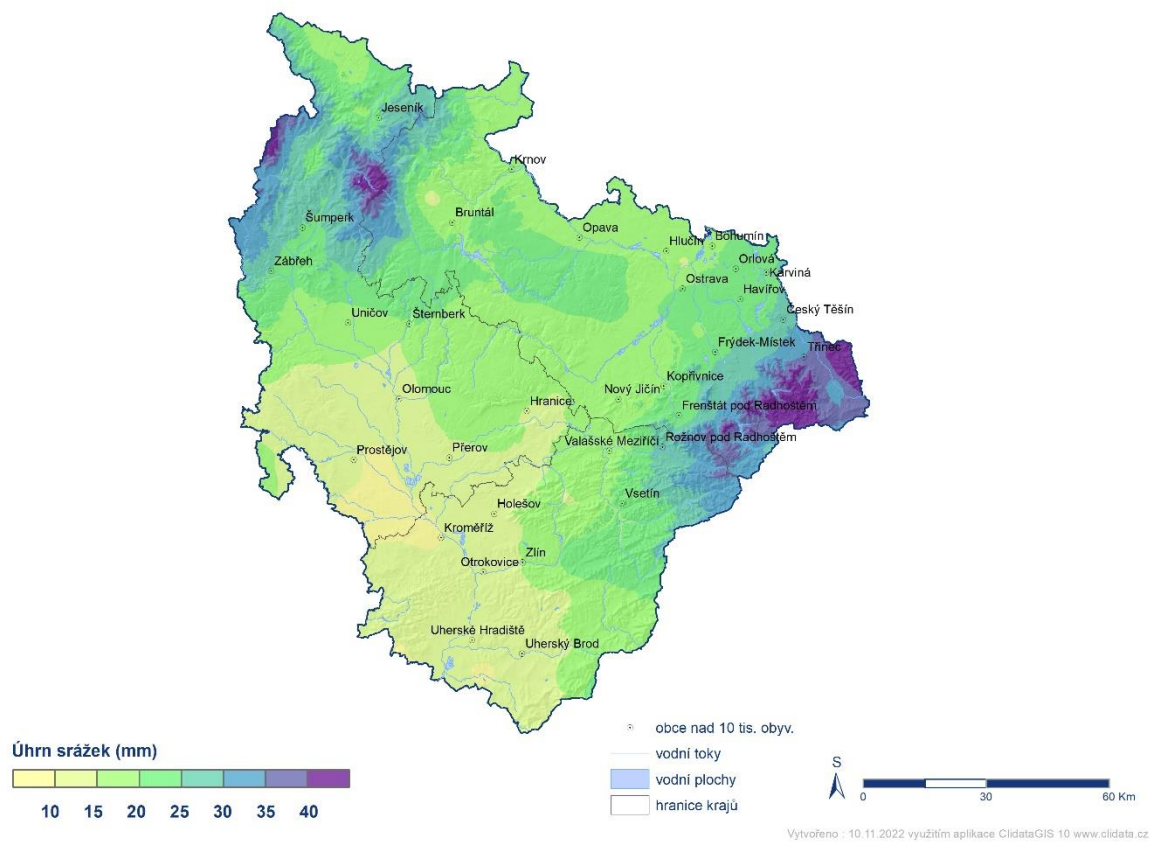 Jeseník
Krnov
Šumperk
Bruntál
Opava
Hlučín
Bohumín
Zábřeh
Orlová
Karviná
Ostrava
Havířov
Uničov
Šternberk
Český Těšín
Frýdek-Místek
Třinec
Kopřivnice
Olomouc
Nový Jičín
Hranice
Frenštát pod Radhoštěm
Valašské Meziříčí
Rožnov pod Radhoštěm
Prostějov
Přerov
Vsetín
Holešov
Kroměříž
Zlín
Otrokovice
Uherské Hradiště
Uherský Brod
Úhrn srážek (mm)
10 15 20 25 30 35 40
obce nad 10 tis. obyv.
vodní toky
vodní plochy
hranice krajů
S
0 30 60 Km
Vytvořeno : 10.11.2022 využitím aplikace ClidataGIS 10 www.clidata.cz